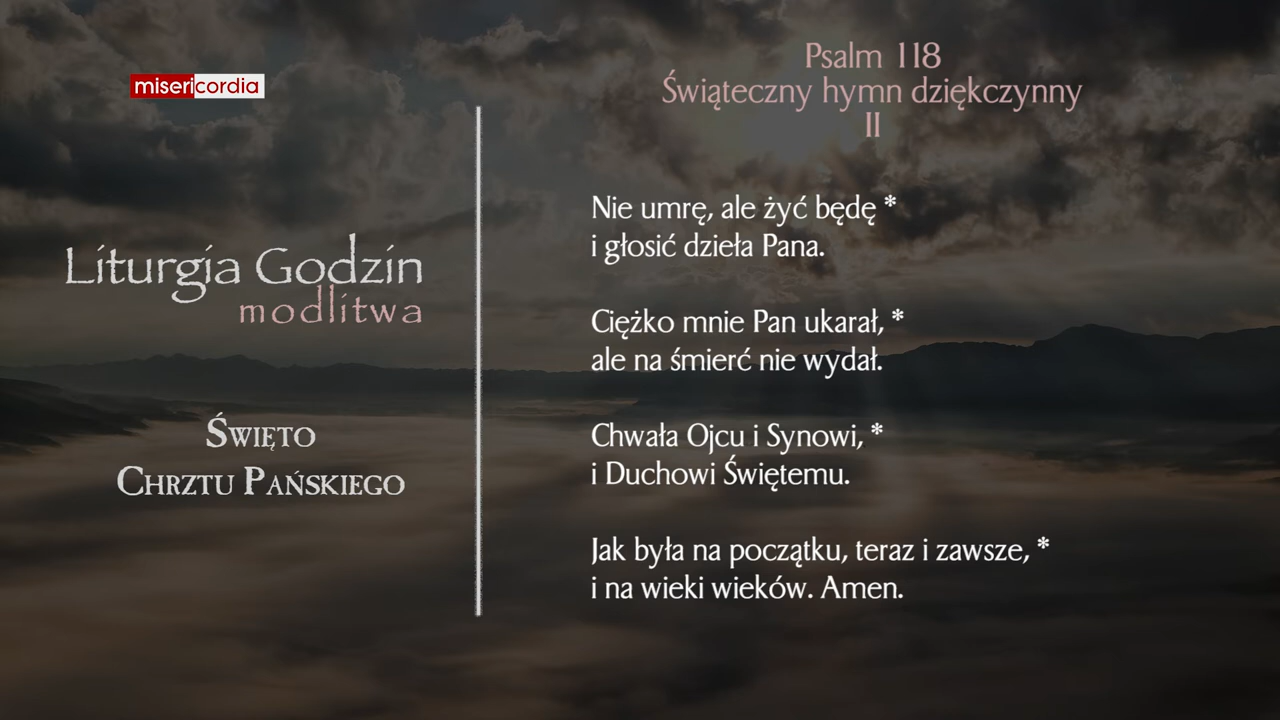 misericordia
Liturgia Godzin
modlitwa
Święto
Chrztu Pańskiego
Psalm 118
Świąteczny hymn dziękczynny
II
Nie umrę, ale żyć będę *
i głosić dzieła Pana.
Ciężko mnie Pan ukarał, *
ale na śmierć nie wydał.
Chwała Ojcu i Synowi, *
i Duchowi Świętemu.
Jak była na początku, teraz i zawsze, *
i na wieki wieków. Amen.